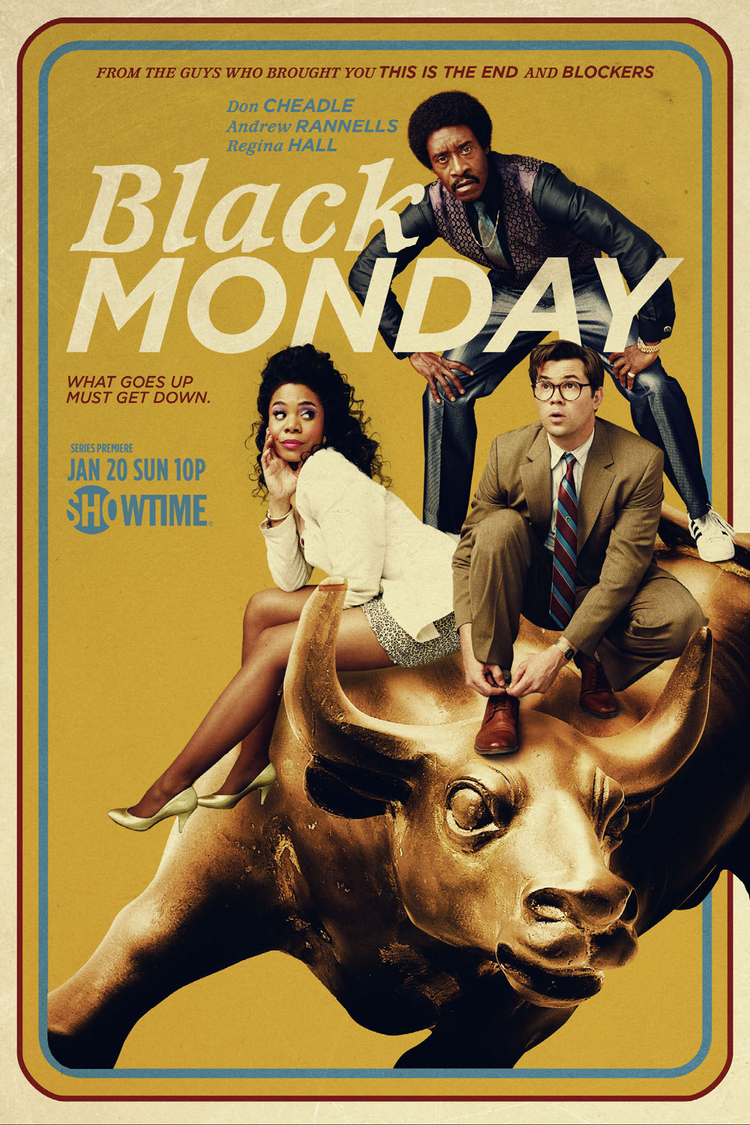 FROM THE GUYS WHO BROUGHT YOU THIS IS THE END AND BLOCKERS
Don CHEADLE
Andrew RANNELLS
Regina HALL
Black
MONDAY
WHAT GOES UP
MUST GET DOWN.
SERIES PREMIERE
JAN 20 SUN 10P
SHOWTIME®